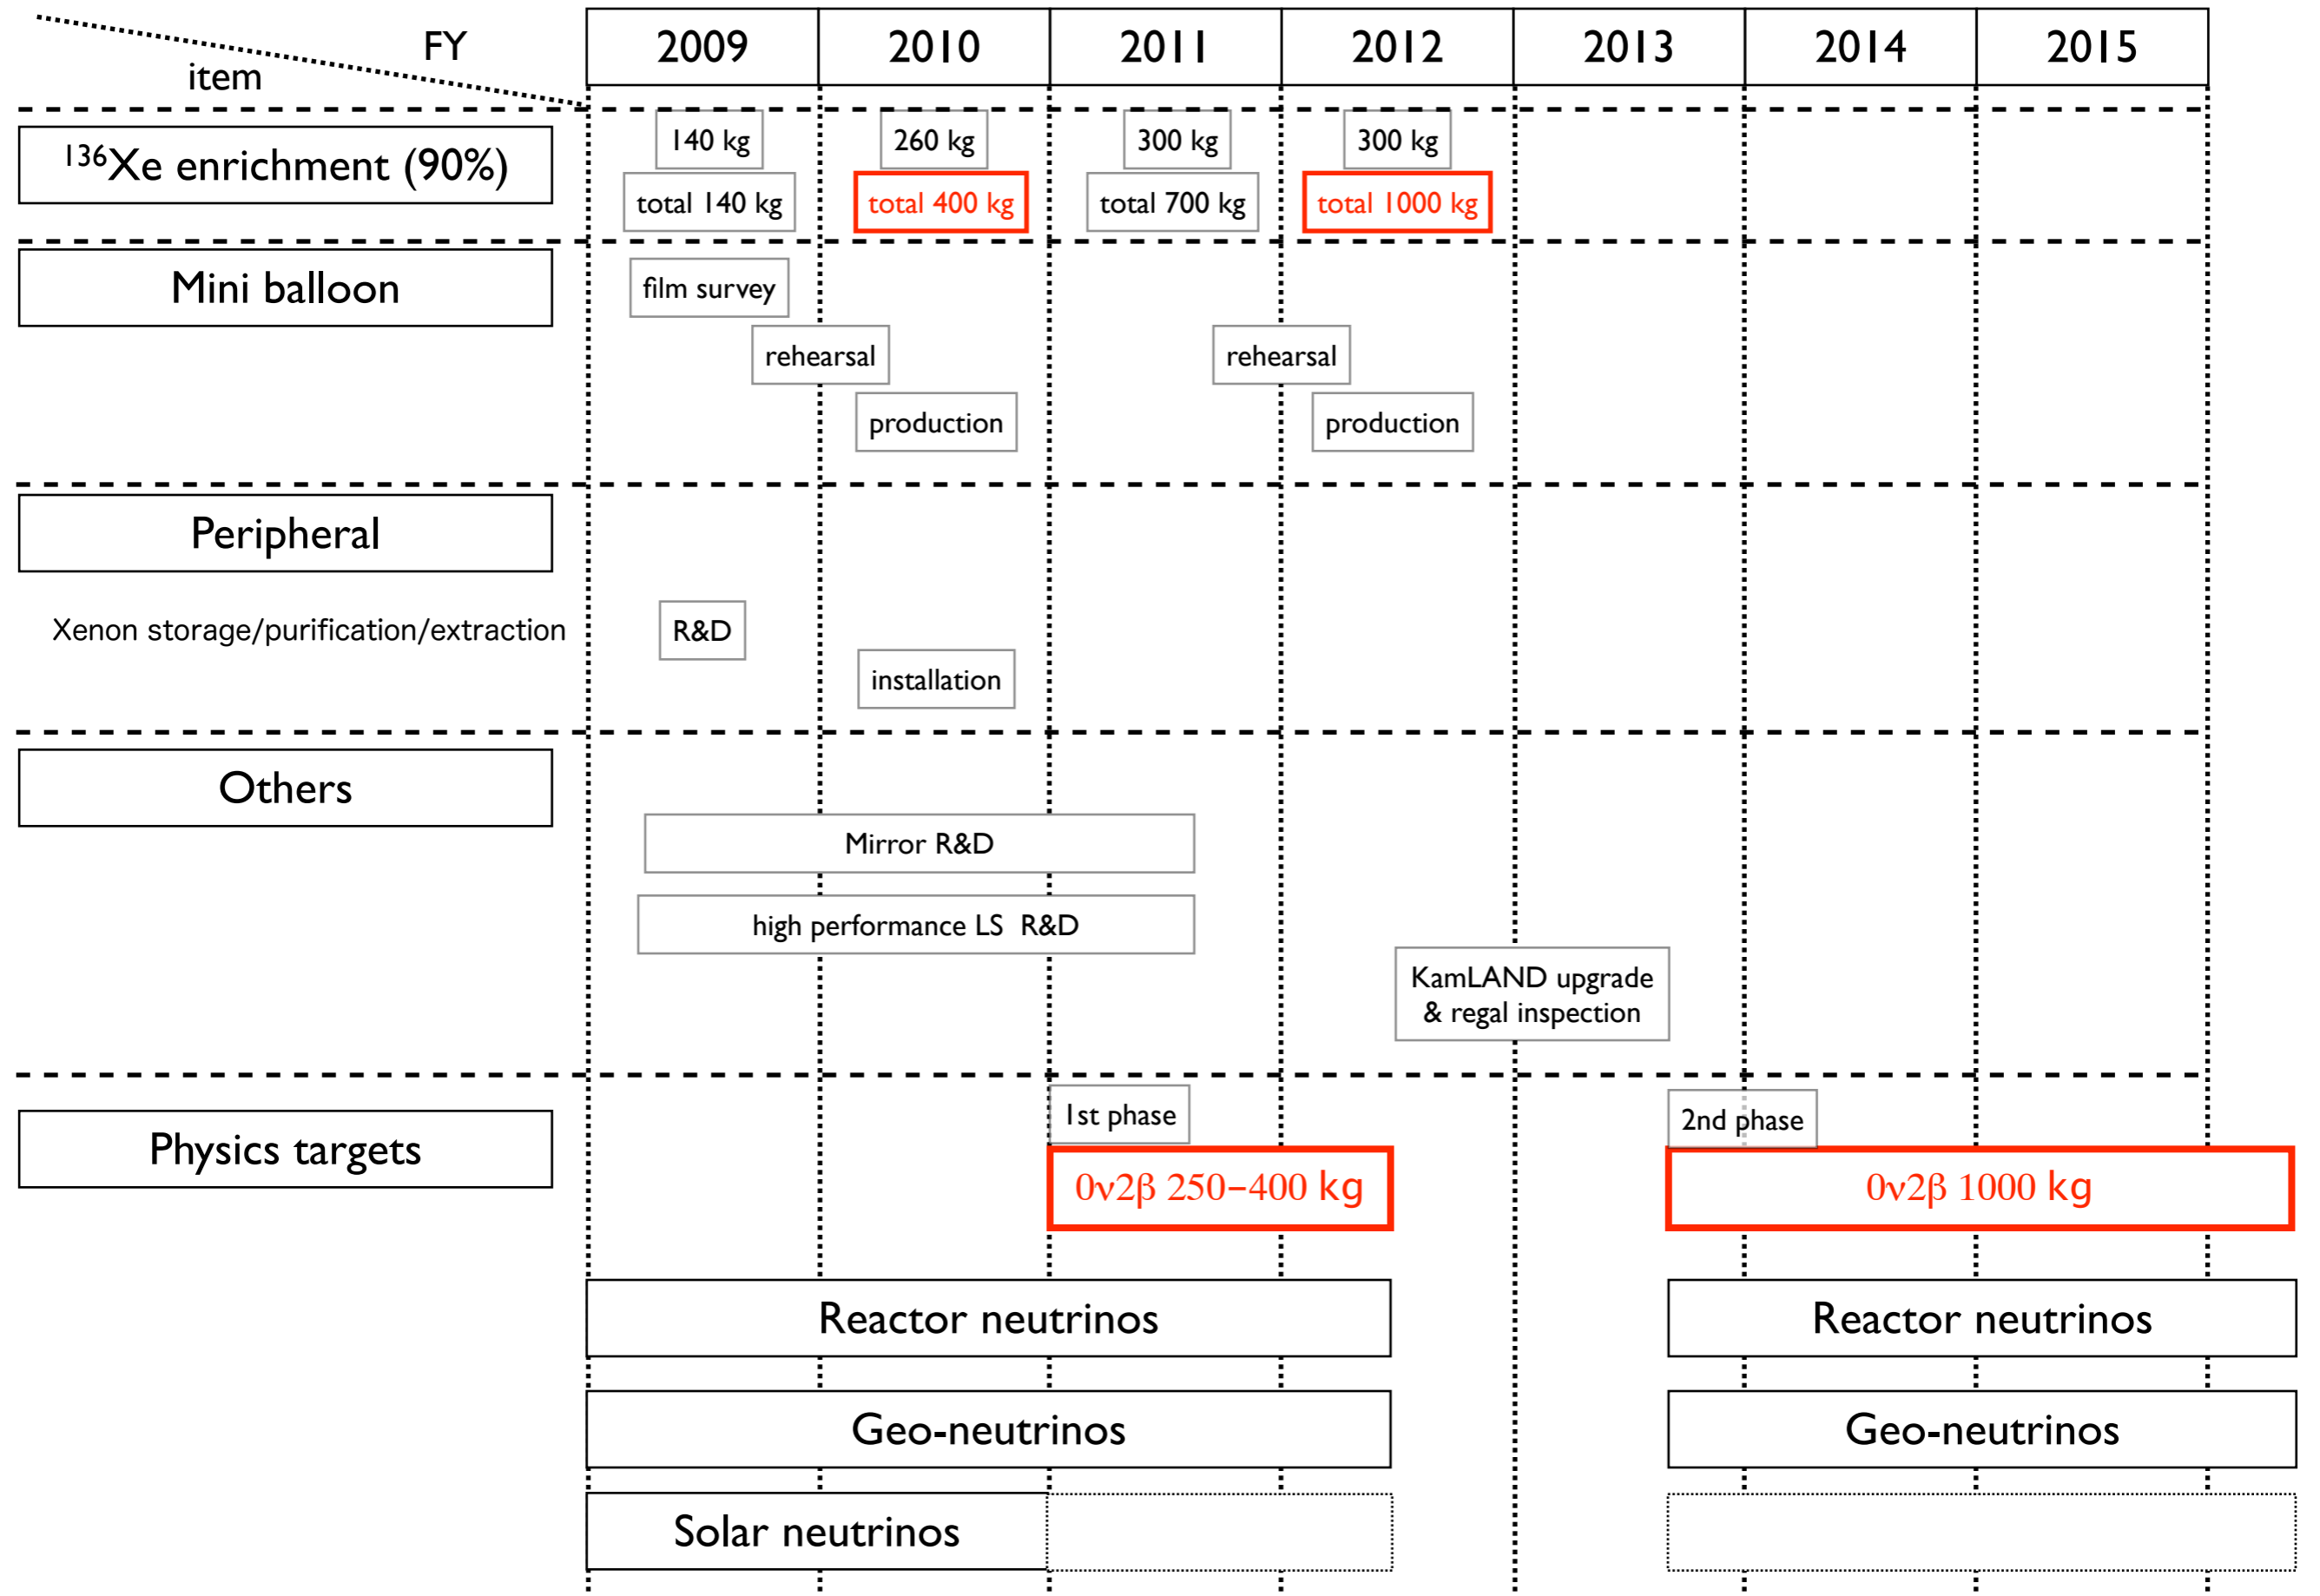 FY
item
2009 2010 2011 2012 2013 2014 2015
¹³⁶Xe enrichment (90%)
140 kg 260 kg 300 kg 300 kg
total 140 kg total 400 kg total 700 kg total 1000 kg
Mini balloon
film survey
rehearsal rehearsal
production production
Peripheral
Xenon storage/purification/extraction
R&D
installation
Others
Mirror R&D
high performance LS R&D
KamLAND upgrade
& regal inspection
Physics targets
1st phase 2nd phase
0ν2β 250–400 kg 0ν2β 1000 kg
Reactor neutrinos Reactor neutrinos
Geo-neutrinos Geo-neutrinos
Solar neutrinos